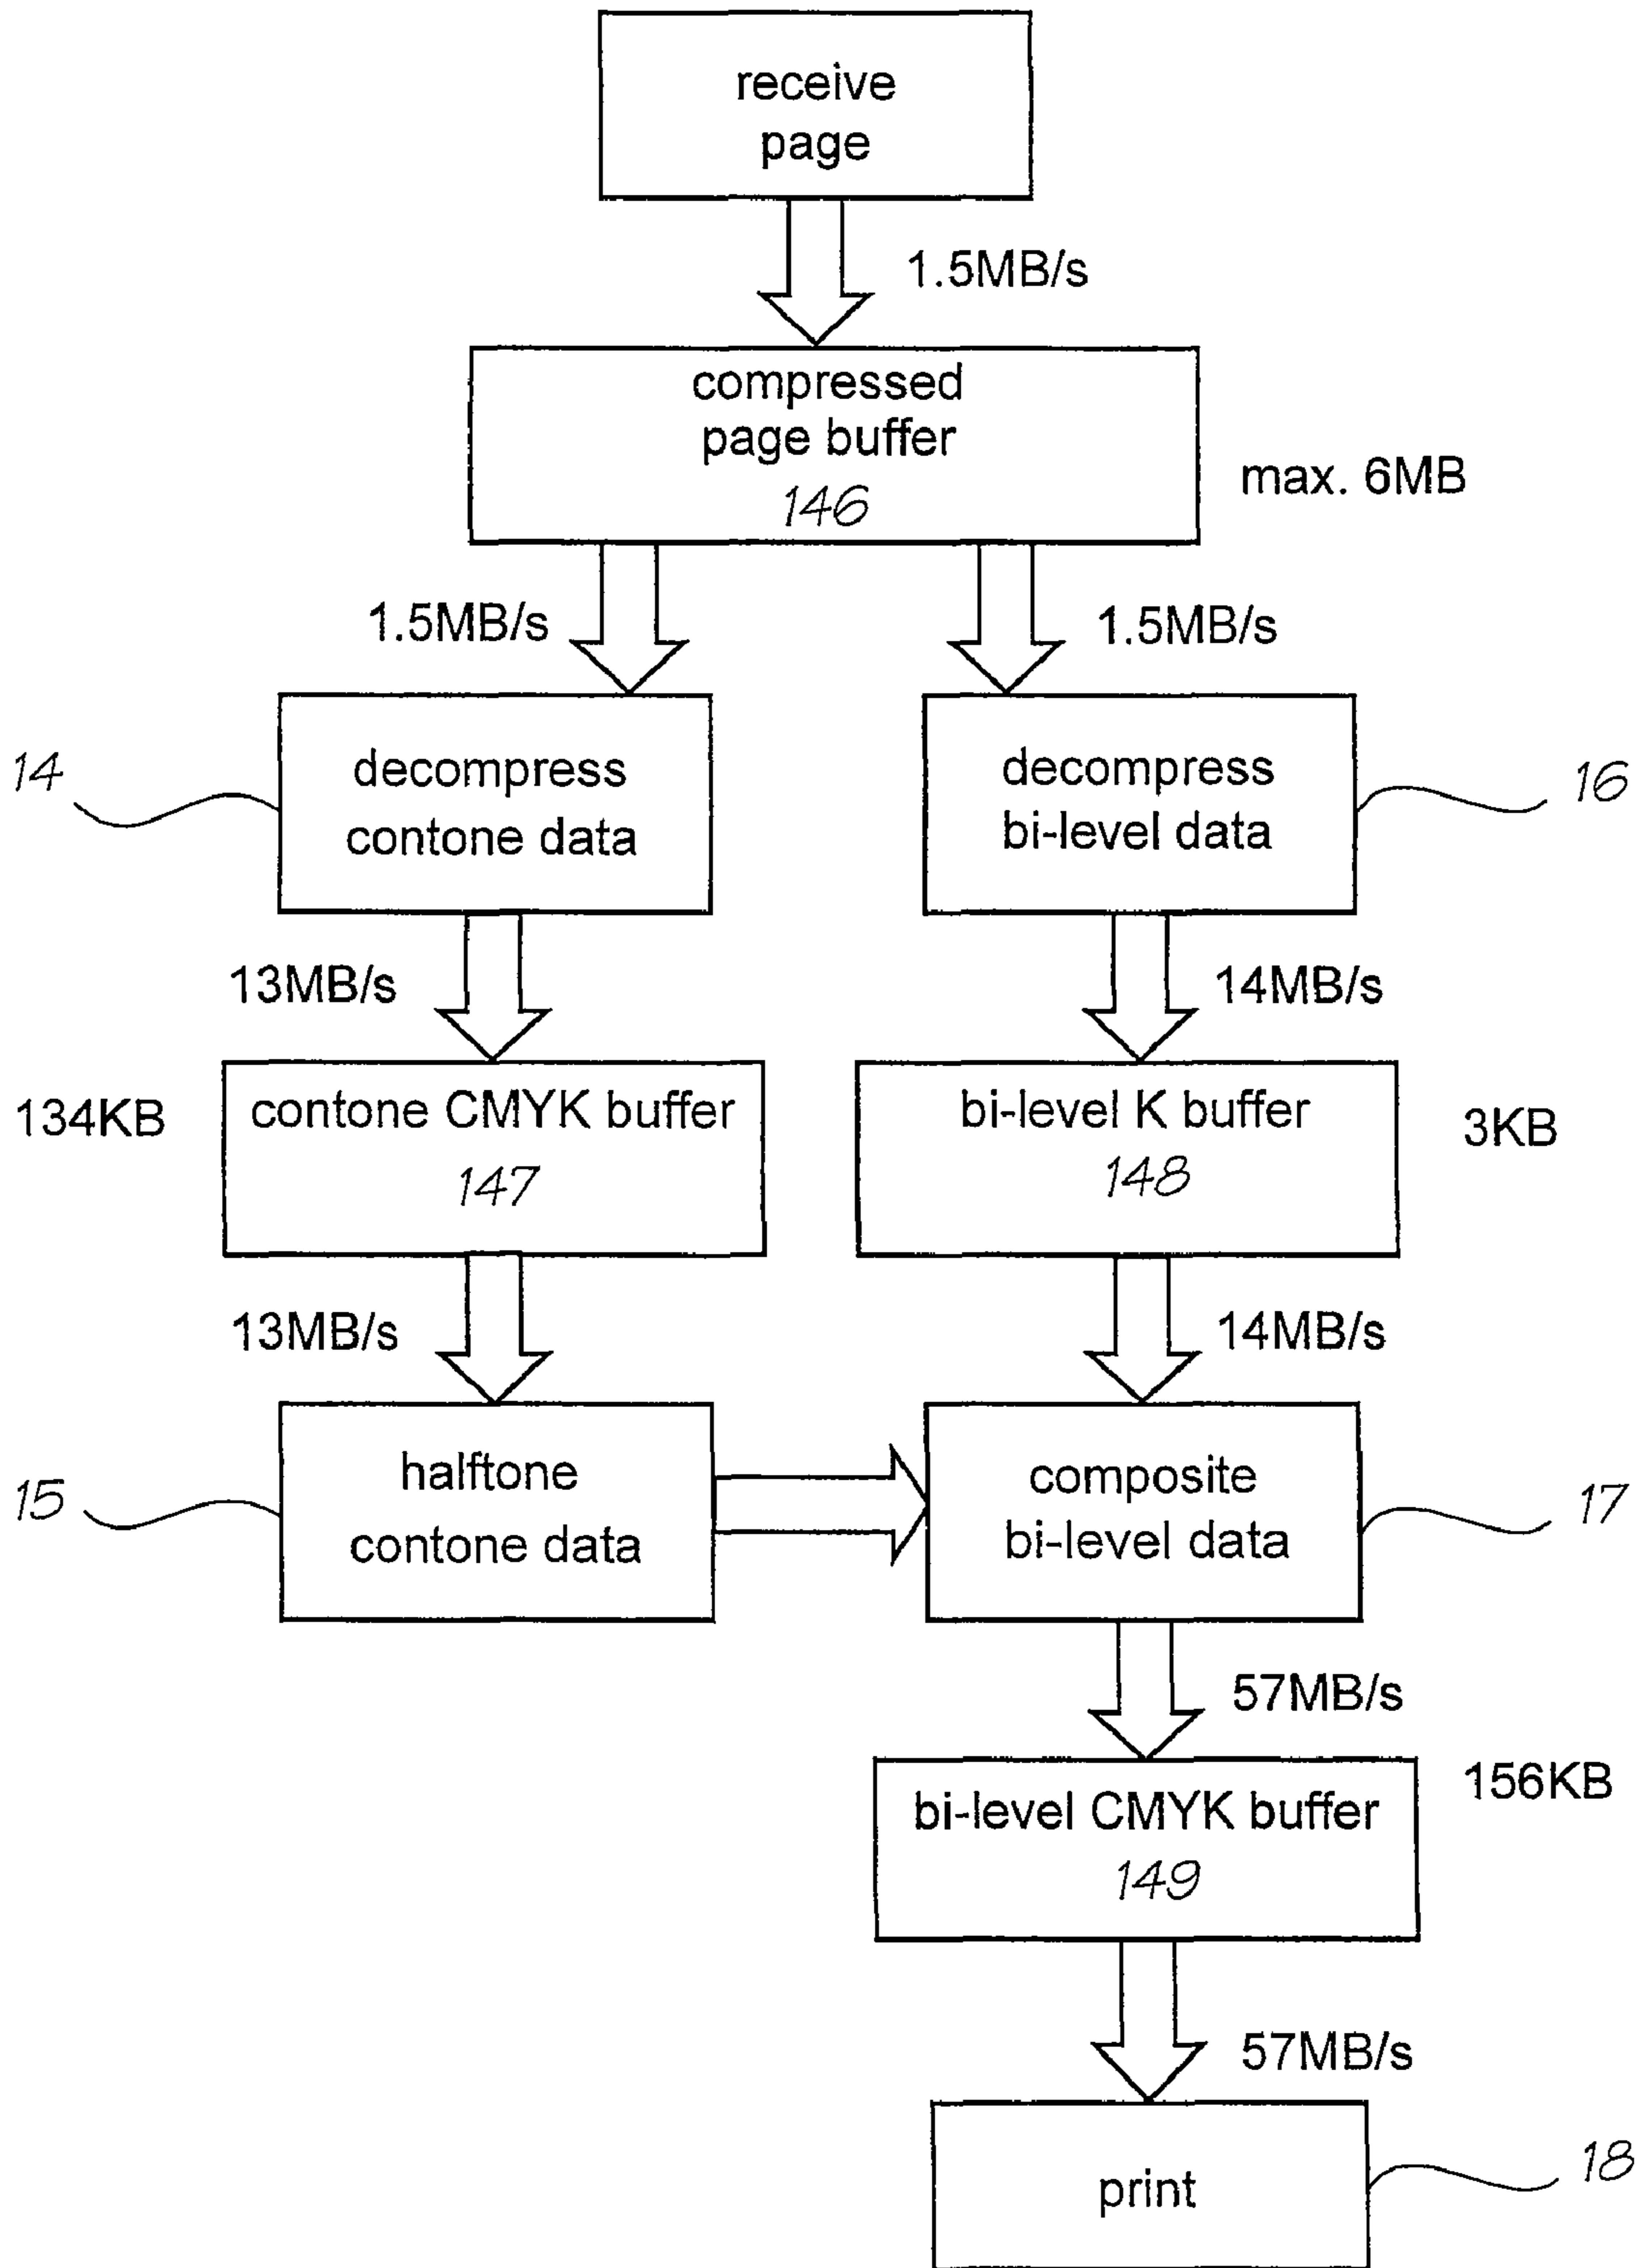 receive
page
1.5MB/s
compressed
page buffer
146
max. 6MB
1.5MB/s
1.5MB/s
14
decompress
contone data
decompress
bi-level data
16
13MB/s
14MB/s
134KB
contone CMYK buffer
147
bi-level K buffer
148
3KB
13MB/s
14MB/s
15
halftone
contone data
composite
bi-level data
17
57MB/s
bi-level CMYK buffer
149
156KB
57MB/s
print
18